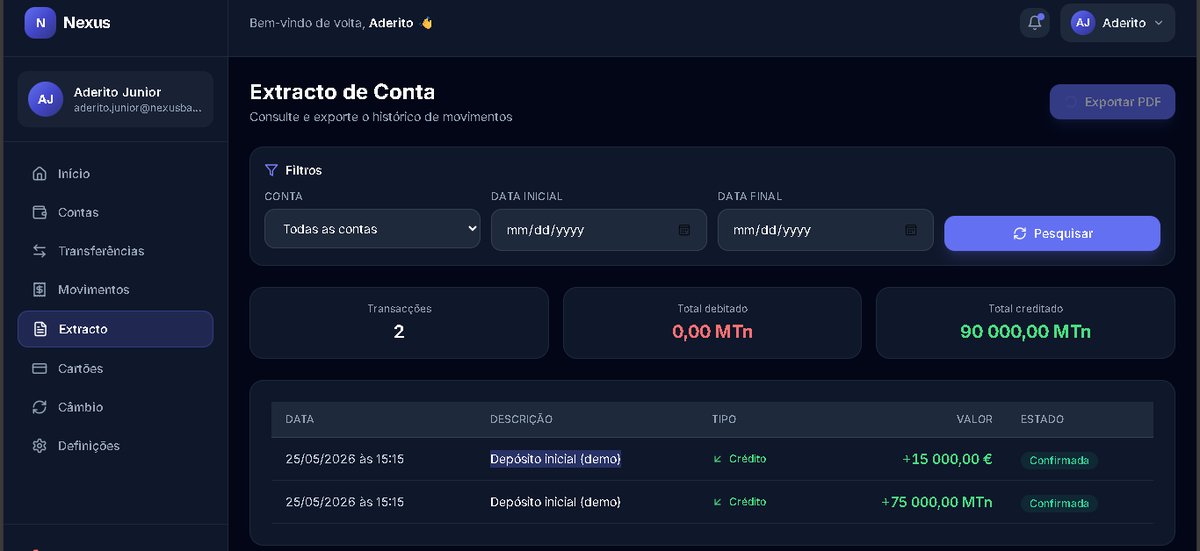 N Nexus
Bem-vindo de volta, Aderito 👋
AJ Aderito
AJ Aderito Junior
aderito.junior@nexusba...
Início
Contas
Transferências
Movimentos
Extracto
Cartões
Câmbio
Definições
Extracto de Conta
Consulte e exporte o histórico de movimentos
Exportar PDF
Filtros
CONTA DATA INICIAL DATA FINAL
Todas as contas mm/dd/yyyy mm/dd/yyyy Pesquisar
Transacções Total debitado Total creditado
2 0,00 MTn 90 000,00 MTn
DATA DESCRIÇÃO TIPO VALOR ESTADO
25/05/2026 às 15:15 Depósito inicial {demo} Crédito +15 000,00 € Confirmada
25/05/2026 às 15:15 Depósito inicial {demo} Crédito +75 000,00 MTn Confirmada